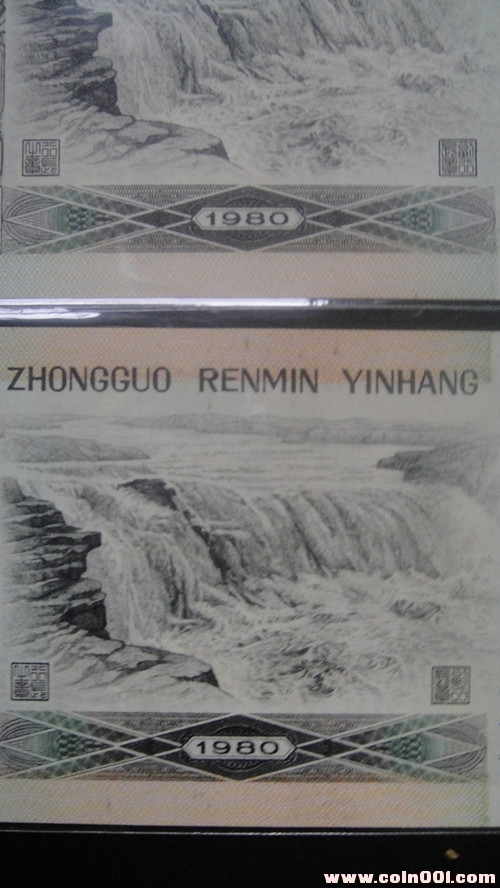 1980
ZHONGGUO RENMIN YINHANG
1980
www.coin001.com